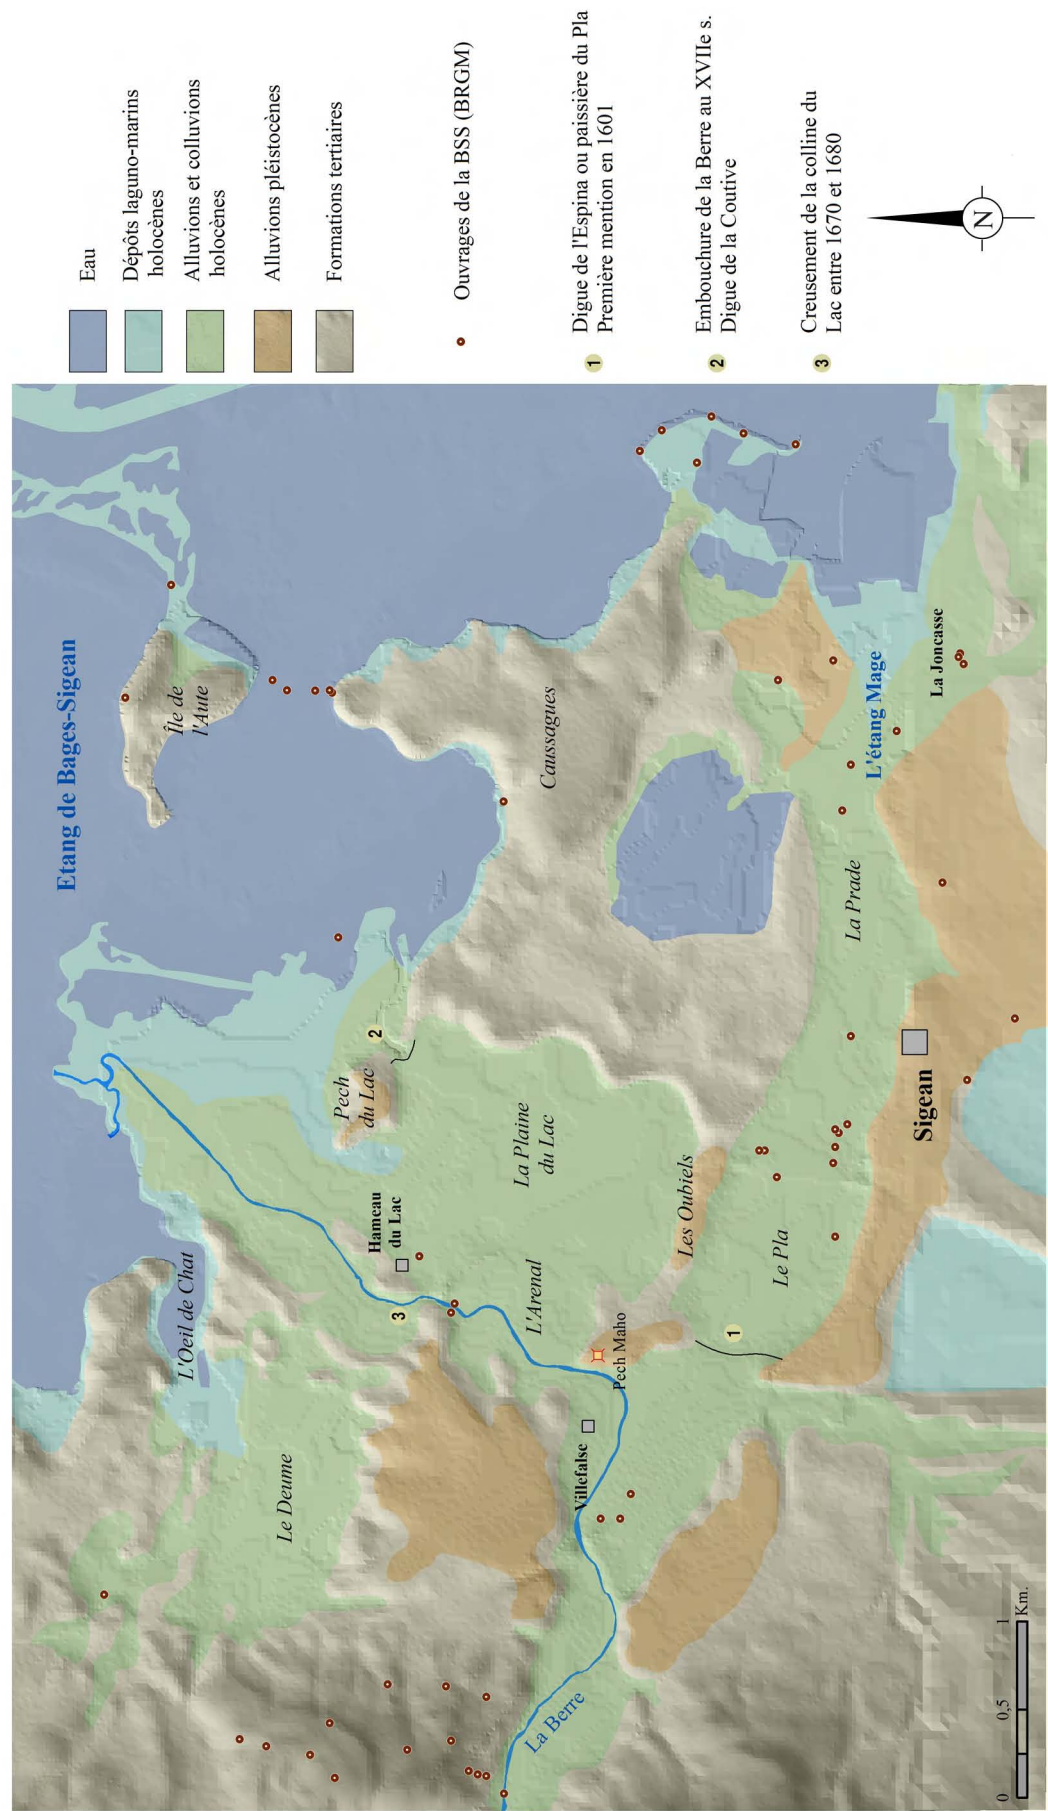 Etang de Bages-Sigean
Île de
l'Aute
L'Oeil de Chat
Le Deume
Pech
du Lac
2
Hameau
du Lac
3
La Plaine
du Lac
L'Arenal
Caussagues
Les Oubiels
Pech Maho
Villefalse
1
Le Pla
La Berre
La Prade
L'étang Mage
La Joncasse
Sigean
0
0,5
1
Km.
Eau
Dépôts laguno-marins
holocènes
Alluvions et colluvions
holocènes
Alluvions pléistocènes
Formations tertiaires
Ouvrages de la BSS (BRGM)
1 Digue de l'Espina ou paissière du Pla
Première mention en 1601
2 Embouchure de la Berre au XVIIe s.
Digue de la Coutive
3 Creusement de la colline du
Lac entre 1670 et 1680
N